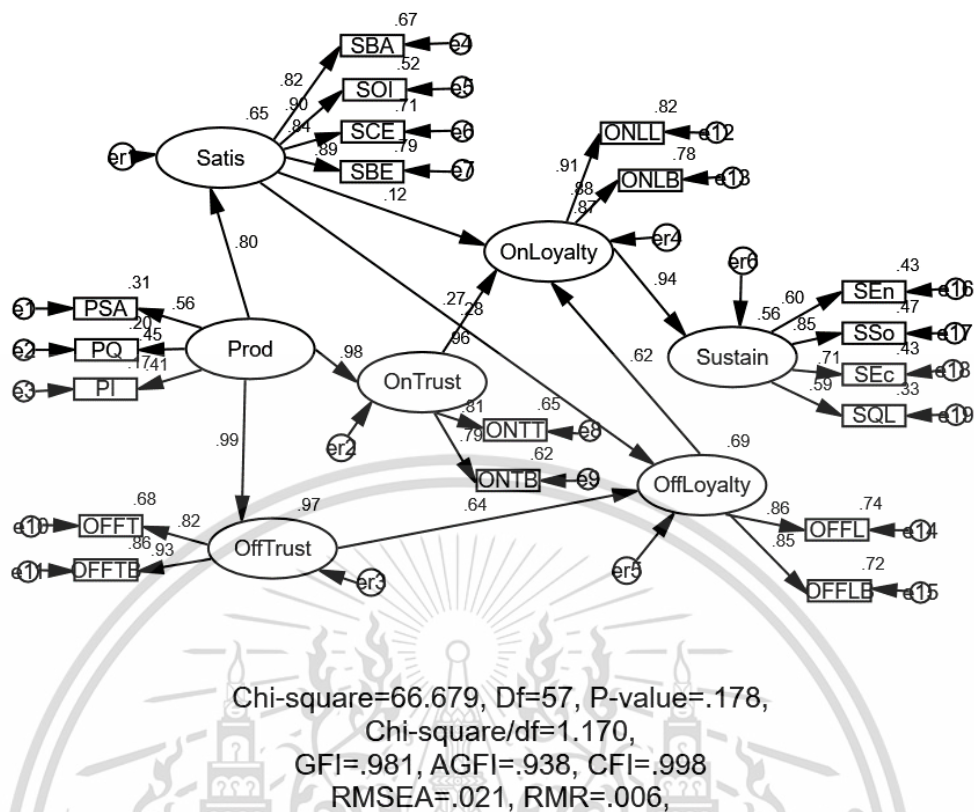 .67
SBA e4
.82 .52
SOI e5
.65 .90 .71
SCE e6
.84
er1 Satis .89 .79
SBE e7
.12
.82
ONLL e12
.91 .78
ONLB e13
.88
.87
OnLoyalty er4
.80 .94 er6
.43
SEn e16
.60 .47
.56 SSo e17
.85
.43
Sustain .71 SEc e18
.59 .33
SQL e19
.31
e1 PSA .56
.20
e2 PQ .45 Prod
.17
e3 PI .41
.98
.27
.28
.96
OnTrust .62
er2 .81 .65
ONTT e8
.79 .62
ONTB e9
.99 .69
OffLoyalty
.64 .86 .74
OFFL e14
.85 .72
OFFLB e15
er5
.68 .97
e10 OFFT .82
.86 OffTrust
e11 OFFTB .93 er3
Chi-square=66.679, Df=57, P-value=.178,
Chi-square/df=1.170,
GFI=.981, AGFI=.938, CFI=.998
RMSEA=.021, RMR=.006,